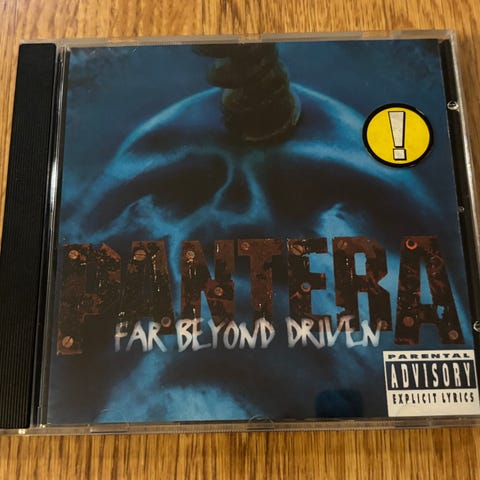 !
PANTERA
FAR BEYOND DRIVEN
PARENTAL
ADVISORY
EXPLICIT LYRICS